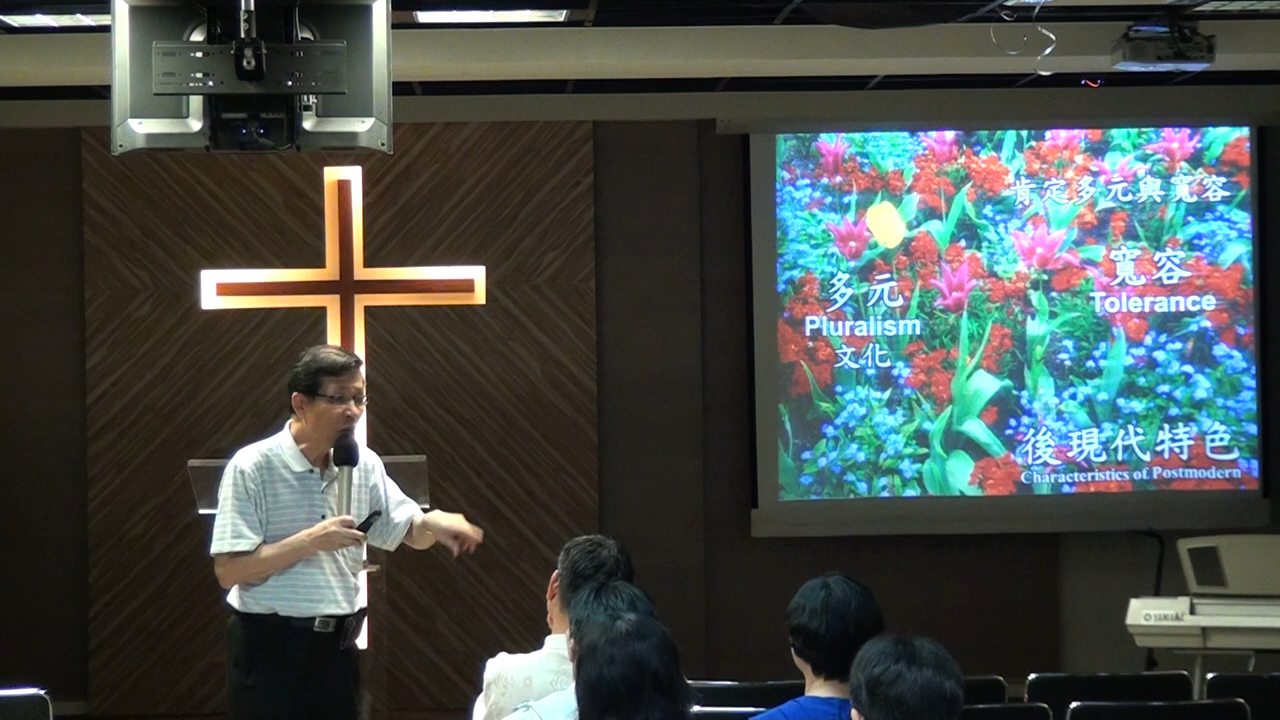 肯定多元與寬容
多元
Pluralism
文化
寬容
Tolerance
後現代特色
Characteristics of Postmodern
YAMAHA